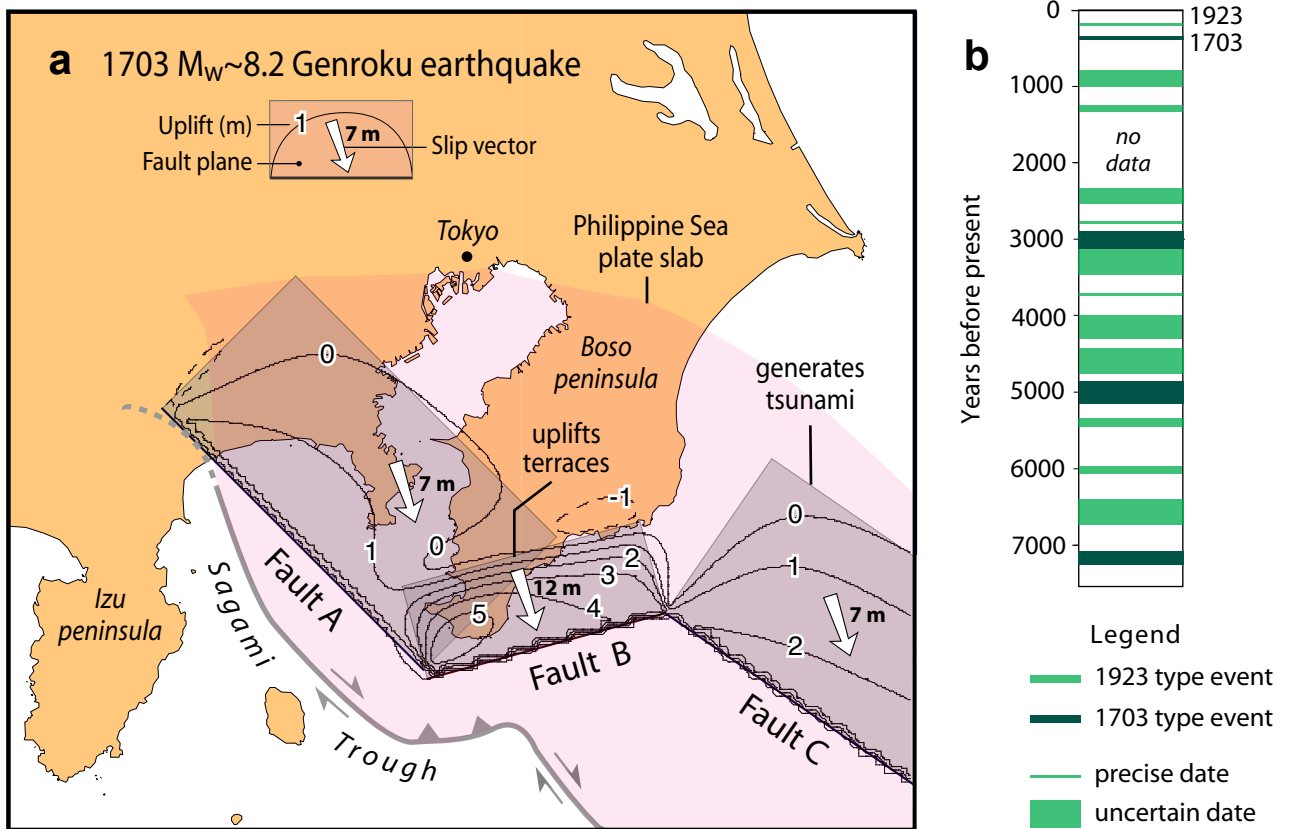 a 1703 Mw~8.2 Genroku earthquake
Uplift (m)
1
7 m
Slip vector
Fault plane
Tokyo
Philippine Sea
plate slab
Boso
peninsula
generates
tsunami
uplifts
terraces
0
7 m
1
0
-1
2
3
4
5
12 m
0
1
2
7 m
Fault A
Fault B
Fault C
Izu
peninsula
Sagami
Trough
b
0
1923
1703
1000
no
data
2000
3000
4000
5000
6000
7000
Years before present
Legend
1923 type event
1703 type event
precise date
uncertain date